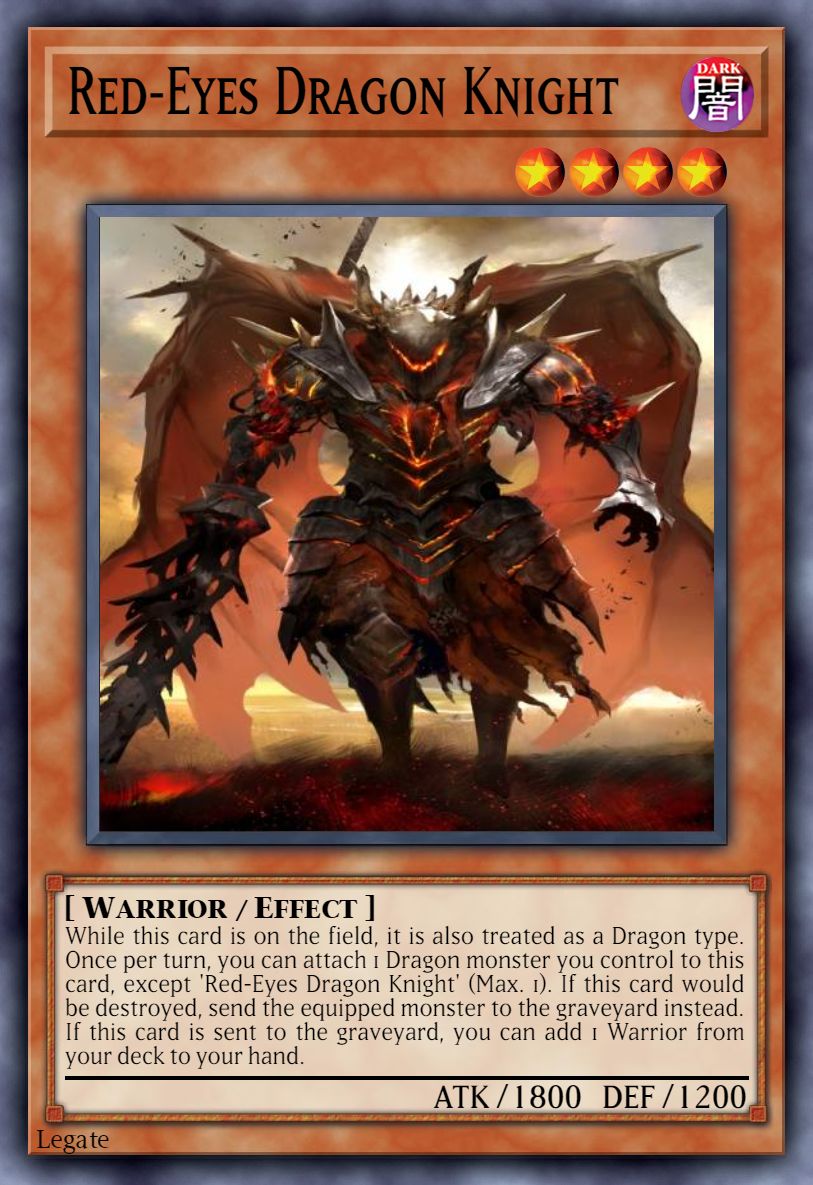 Red-Eyes Dragon Knight
DARK
闇
[ Warrior / Effect ]
While this card is on the field, it is also treated as a Dragon type.
Once per turn, you can attach 1 Dragon monster you control to this
card, except 'Red-Eyes Dragon Knight' (Max. 1). If this card would
be destroyed, send the equipped monster to the graveyard instead.
If this card is sent to the graveyard, you can add 1 Warrior from
your deck to your hand.
ATK / 1800 DEF / 1200
Legate